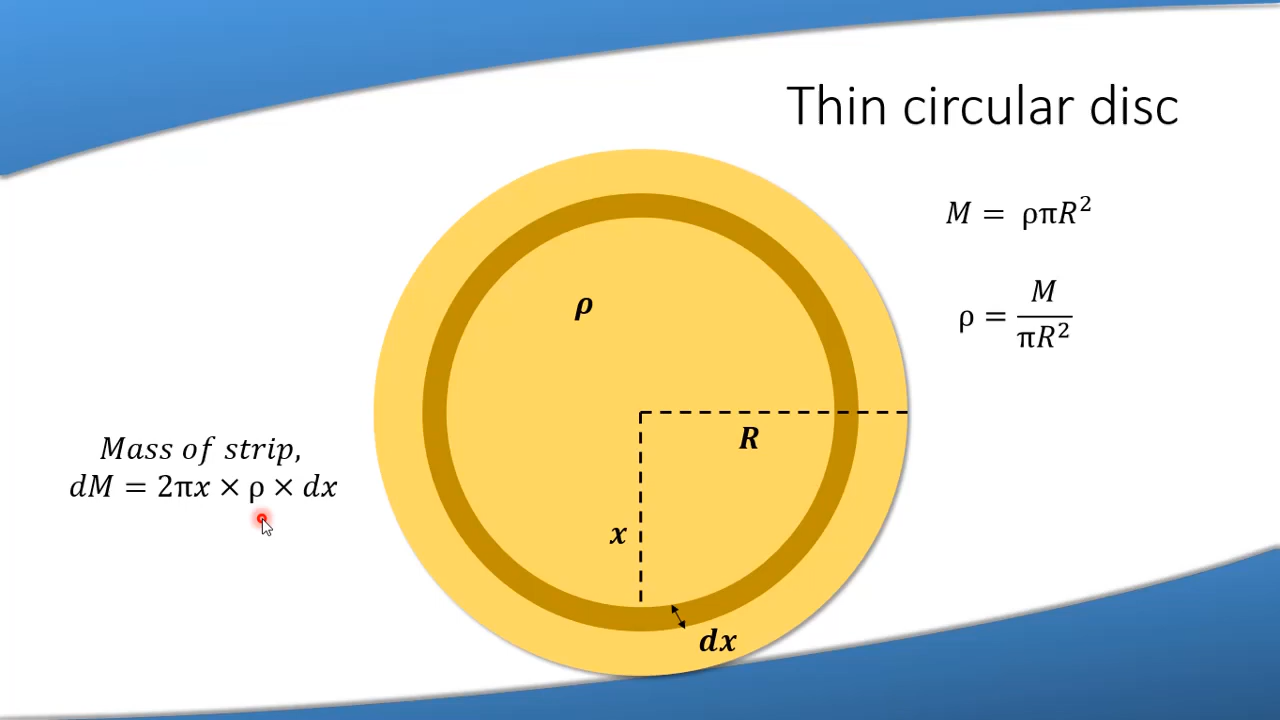 Thin circular disc
M = ρπR²
ρ = M/πR²
ρ
R
x
dx
Mass of strip,
dM = 2πx × ρ × dx